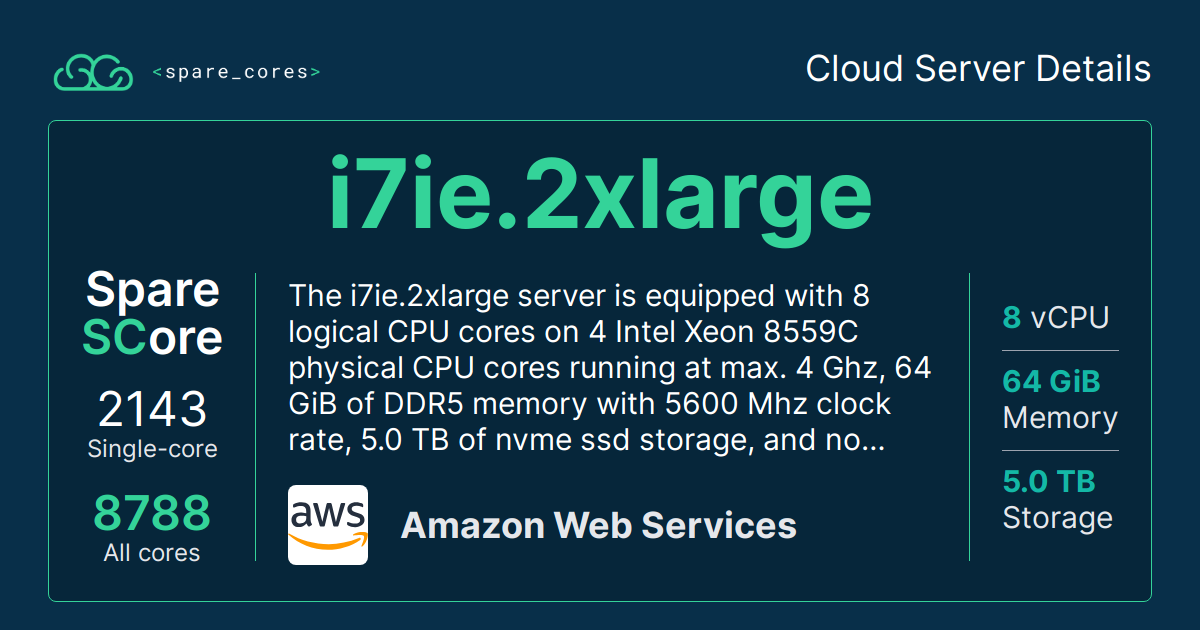 <spare_cores>
Cloud Server Details
i7ie.2xlarge
Spare
SCore
2143
Single-core
8788
All cores
The i7ie.2xlarge server is equipped with 8
logical CPU cores on 4 Intel Xeon 8559C
physical CPU cores running at max. 4 Ghz, 64
GiB of DDR5 memory with 5600 Mhz clock
rate, 5.0 TB of nvme ssd storage, and no...
aws
Amazon Web Services
8 vCPU
64 GiB
Memory
5.0 TB
Storage